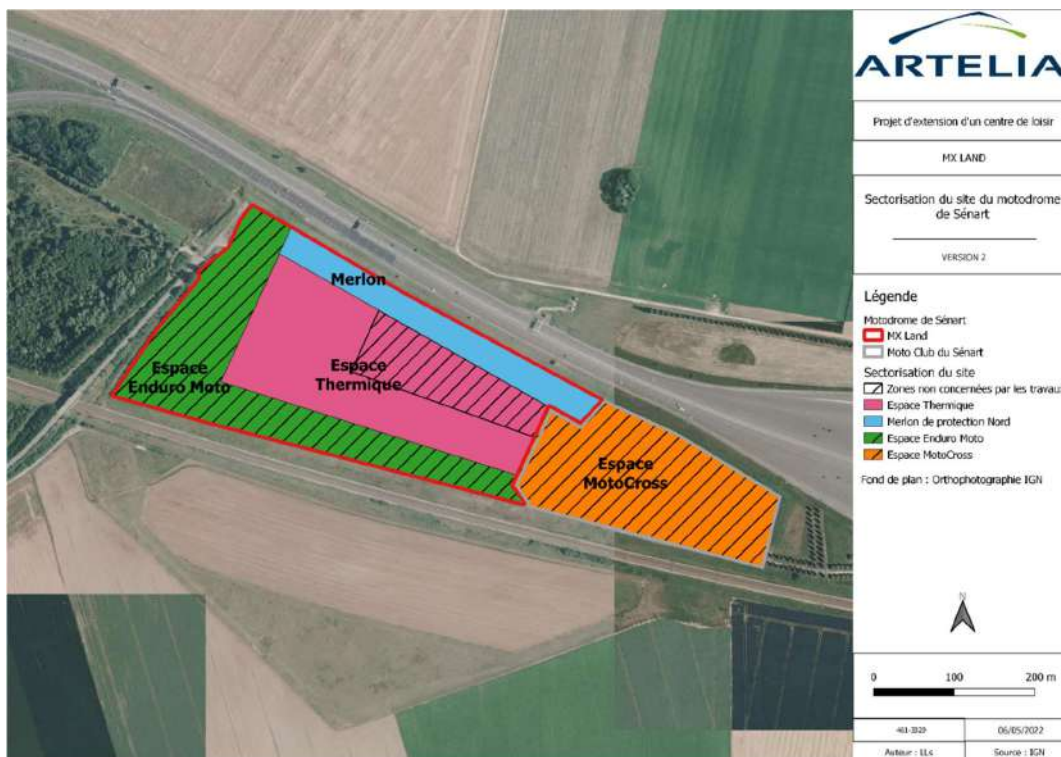 ARTELIA
Projet d'extension d'un centre de loisir
MX LAND
Sectorisation du site du motodrome
de Sénart
VERSION 2
Légende
Motodrome de Sénart
MX Land
Moto Club du Sénart
Sectorisation du site
Zones non concernées par les travaux
Espace Thermique
Merlon de protection Nord
Espace Enduro Moto
Espace MotoCross
Fond de plan : Orthophotographie IGN
N
0 100 200 m
06/05/2022
Auteur : LLs Source : IGN
Merlon
Espace
Thermique
Espace
Enduro Moto
Espace
MotoCross